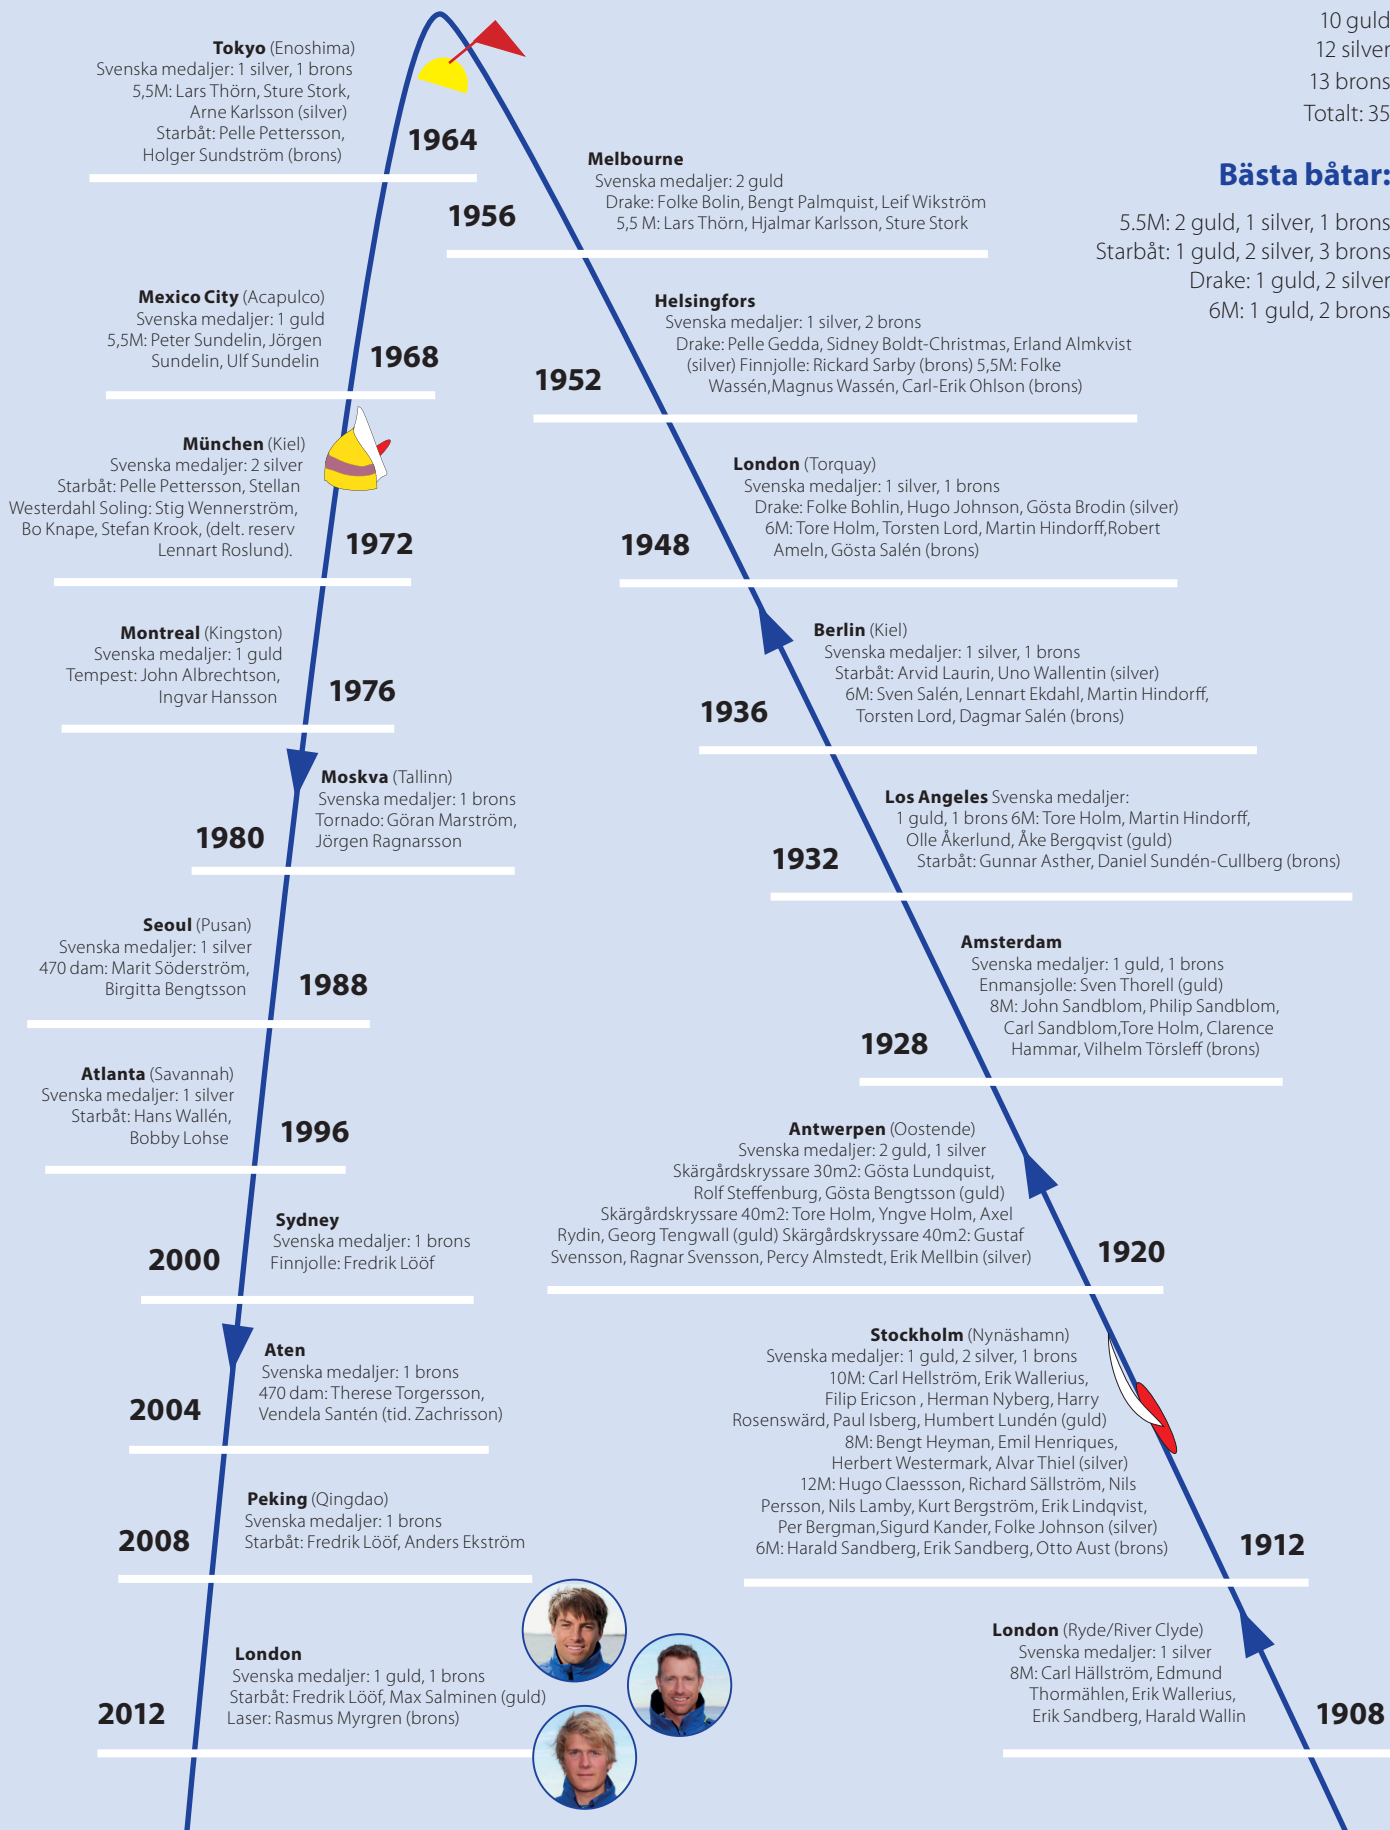 10 guld
12 silver
13 brons
Totalt: 35
Bästa båtar:
5.5M: 2 guld, 1 silver, 1 brons
Starbåt: 1 guld, 2 silver, 3 brons
Drake: 1 guld, 2 silver
6M: 1 guld, 2 brons
Tokyo (Enoshima)
Svenska medaljer: 1 silver, 1 brons
5,5M: Lars Thörn, Sture Stork,
Arne Karlsson (silver)
Starbåt: Pelle Pettersson,
Holger Sundström (brons)
1964
Melbourne
Svenska medaljer: 2 guld
Drake: Folke Bolin, Bengt Palmquist, Leif Wikström
5,5 M: Lars Thörn, Hjalmar Karlsson, Sture Stork
1956
Mexico City (Acapulco)
Svenska medaljer: 1 guld
5,5M: Peter Sundelin, Jörgen
Sundelin, Ulf Sundelin
1968
Helsingfors
Svenska medaljer: 1 silver, 2 brons
Drake: Pelle Gedda, Sidney Boldt-Christmas, Erland Almkvist
(silver) Finnjolle: Rickard Sarby (brons) 5,5M: Folke
Wassén,Magnus Wassén, Carl-Erik Ohlson (brons)
1952
München (Kiel)
Svenska medaljer: 2 silver
Starbåt: Pelle Pettersson, Stellan
Westerdahl Soling: Stig Wennerström,
Bo Knape, Stefan Krook, (delt. reserv
Lennart Roslund).
1972
London (Torquay)
Svenska medaljer: 1 silver, 1 brons
Drake: Folke Bohlin, Hugo Johnson, Gösta Brodin (silver)
6M: Tore Holm, Torsten Lord, Martin Hindorff,Robert
Ameln, Gösta Salén (brons)
1948
Montreal (Kingston)
Svenska medaljer: 1 guld
Tempest: John Albrechtson,
Ingvar Hansson
1976
Berlin (Kiel)
Svenska medaljer: 1 silver, 1 brons
Starbåt: Arvid Laurin, Uno Wallentin (silver)
6M: Sven Salén, Lennart Ekdahl, Martin Hindorff,
Torsten Lord, Dagmar Salén (brons)
1936
Moskva (Tallinn)
Svenska medaljer: 1 brons
Tornado: Göran Marström,
Jörgen Ragnarsson
1980
Los Angeles Svenska medaljer:
1 guld, 1 brons 6M: Tore Holm, Martin Hindorff,
Olle Åkerlund, Åke Bergqvist (guld)
Starbåt: Gunnar Asther, Daniel Sundén-Cullberg (brons)
1932
Seoul (Pusan)
Svenska medaljer: 1 silver
470 dam: Marit Söderström,
Birgitta Bengtsson
1988
Amsterdam
Svenska medaljer: 1 guld, 1 brons
Enmansjolle: Sven Thorell (guld)
8M: John Sandblom, Philip Sandblom,
Carl Sandblom,Tore Holm, Clarence
Hammar, Vilhelm Törsleff (brons)
1928
Atlanta (Savannah)
Svenska medaljer: 1 silver
Starbåt: Hans Wallén,
Bobby Lohse
1996
Antwerpen (Oostende)
Svenska medaljer: 2 guld, 1 silver
Skärgårdskryssare 30m2: Gösta Lundquist,
Rolf Steffenburg, Gösta Bengtsson (guld)
Skärgårdskryssare 40m2: Tore Holm, Yngve Holm, Axel
Rydin, Georg Tengwall (guld) Skärgårdskryssare 40m2: Gustaf
Svensson, Ragnar Svensson, Percy Almstedt, Erik Mellbin (silver)
1920
Sydney
Svenska medaljer: 1 brons
Finnjolle: Fredrik Lööf
2000
Aten
Svenska medaljer: 1 brons
470 dam: Therese Torgersson,
Vendela Santén (tid. Zachrisson)
2004
Stockholm (Nynäshamn)
Svenska medaljer: 1 guld, 2 silver, 1 brons
10M: Carl Hellström, Erik Wallerius,
Filip Ericson , Herman Nyberg, Harry
Rosenswärd, Paul Isberg, Humbert Lundén (guld)
8M: Bengt Heyman, Emil Henriques,
Herbert Westermark, Alvar Thiel (silver)
12M: Hugo Claessson, Richard Sällström, Nils
Persson, Nils Lamby, Kurt Bergström, Erik Lindqvist,
Per Bergman,Sigurd Kander, Folke Johnson (silver)
6M: Harald Sandberg, Erik Sandberg, Otto Aust (brons)
1912
Peking (Qingdao)
Svenska medaljer: 1 brons
Starbåt: Fredrik Lööf, Anders Ekström
2008
London
Svenska medaljer: 1 guld, 1 brons
Starbåt: Fredrik Lööf, Max Salminen (guld)
Laser: Rasmus Myrgren (brons)
2012
London (Ryde/River Clyde)
Svenska medaljer: 1 silver
8M: Carl Hällström, Edmund
Thormählen, Erik Wallerius,
Erik Sandberg, Harald Wallin
1908